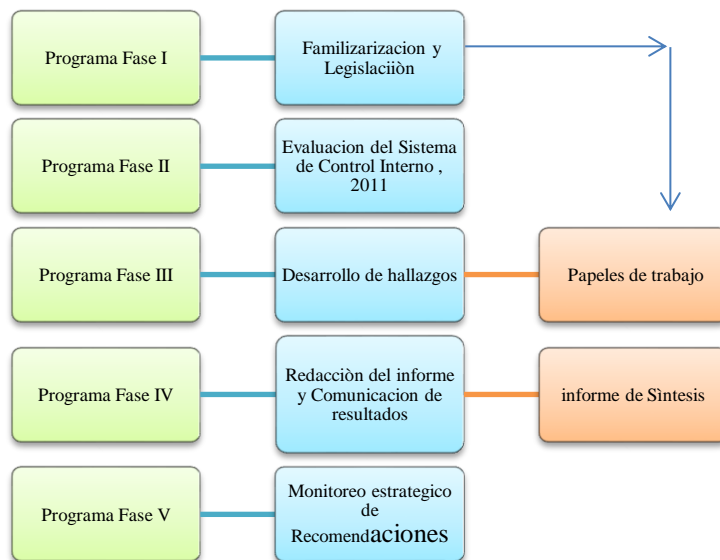 Programa Fase I
Familizarizacion y
Legislaciiòn
Programa Fase II
Evaluacion del Sistema
de Control Interno ,
2011
Programa Fase III
Desarrollo de hallazgos
Papeles de trabajo
Programa Fase IV
Redacciòn del informe
y Comunicacion de
resultados
informe de Sìntesis
Programa Fase V
Monitoreo estrategico
de
Recomendaciones